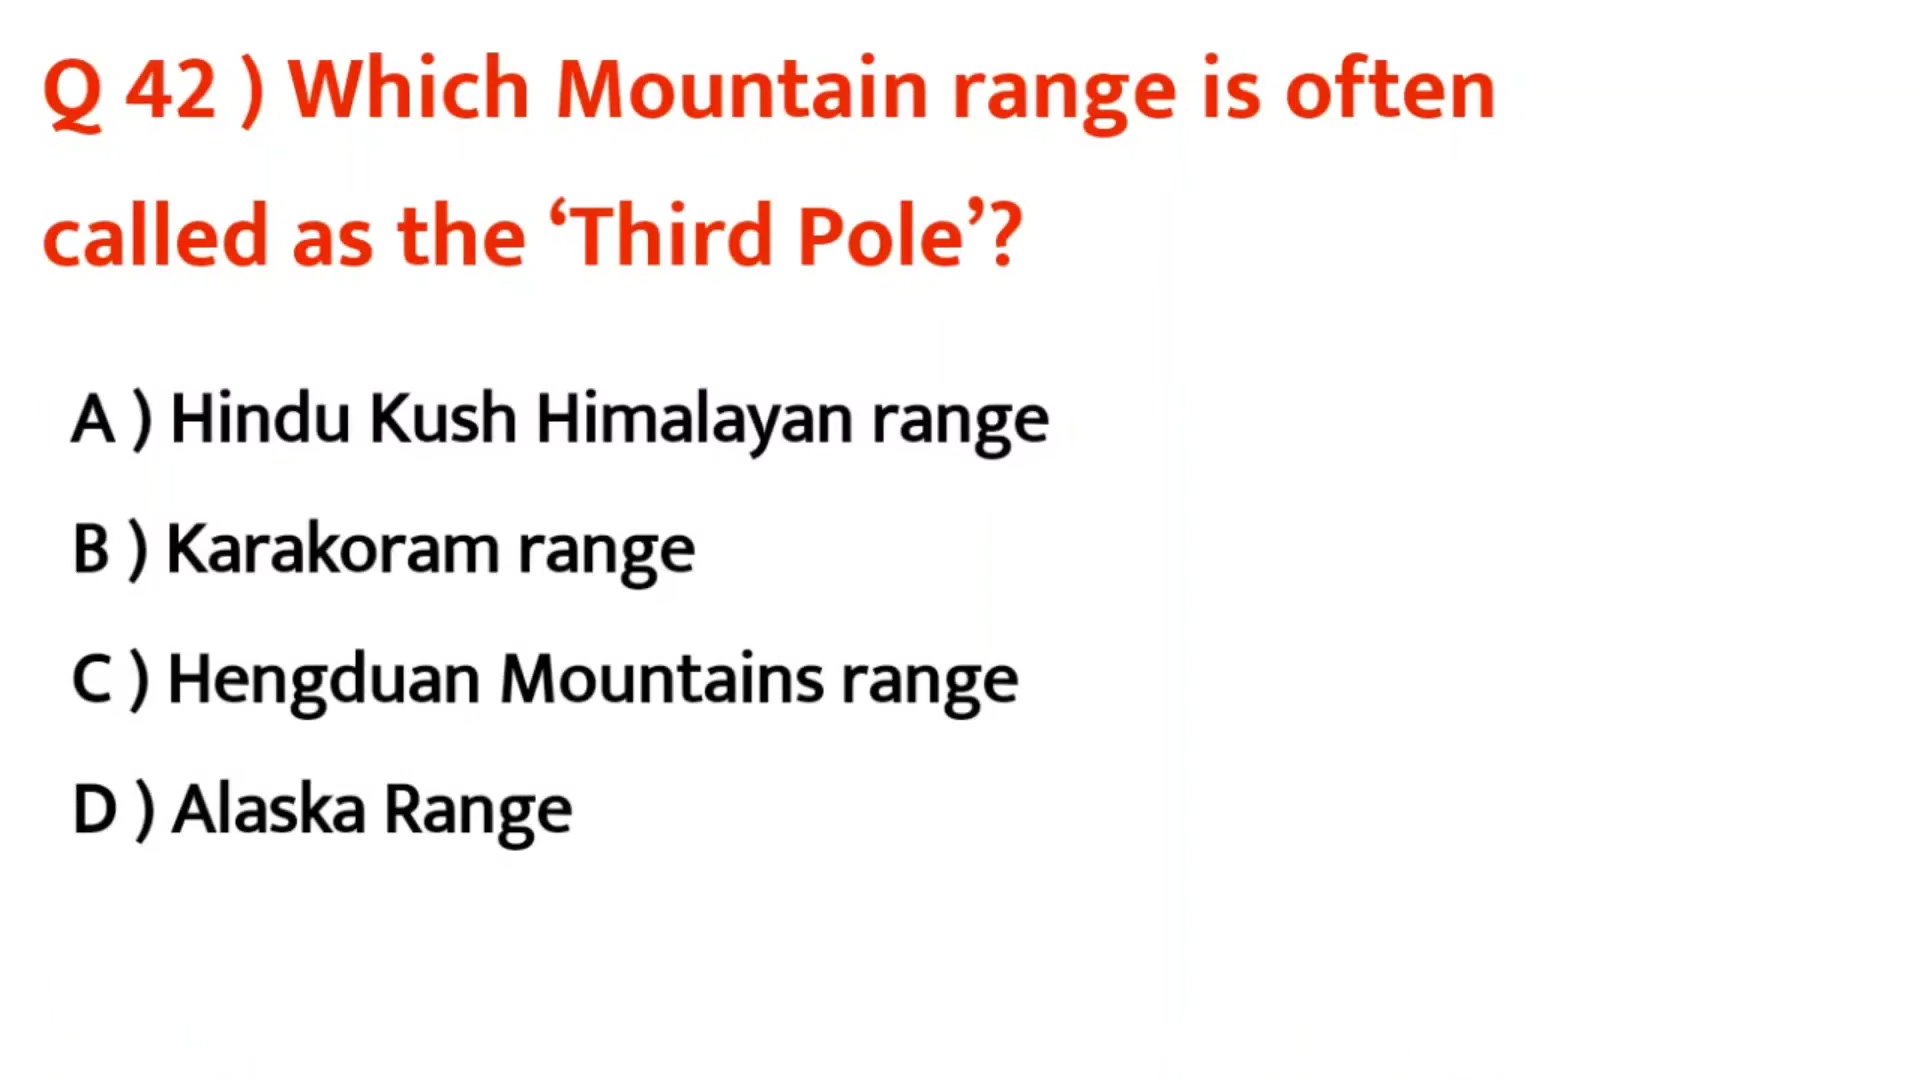 Q 42 ) Which Mountain range is often
called as the ‘Third Pole’?
A ) Hindu Kush Himalayan range
B ) Karakoram range
C ) Hengduan Mountains range
D ) Alaska Range